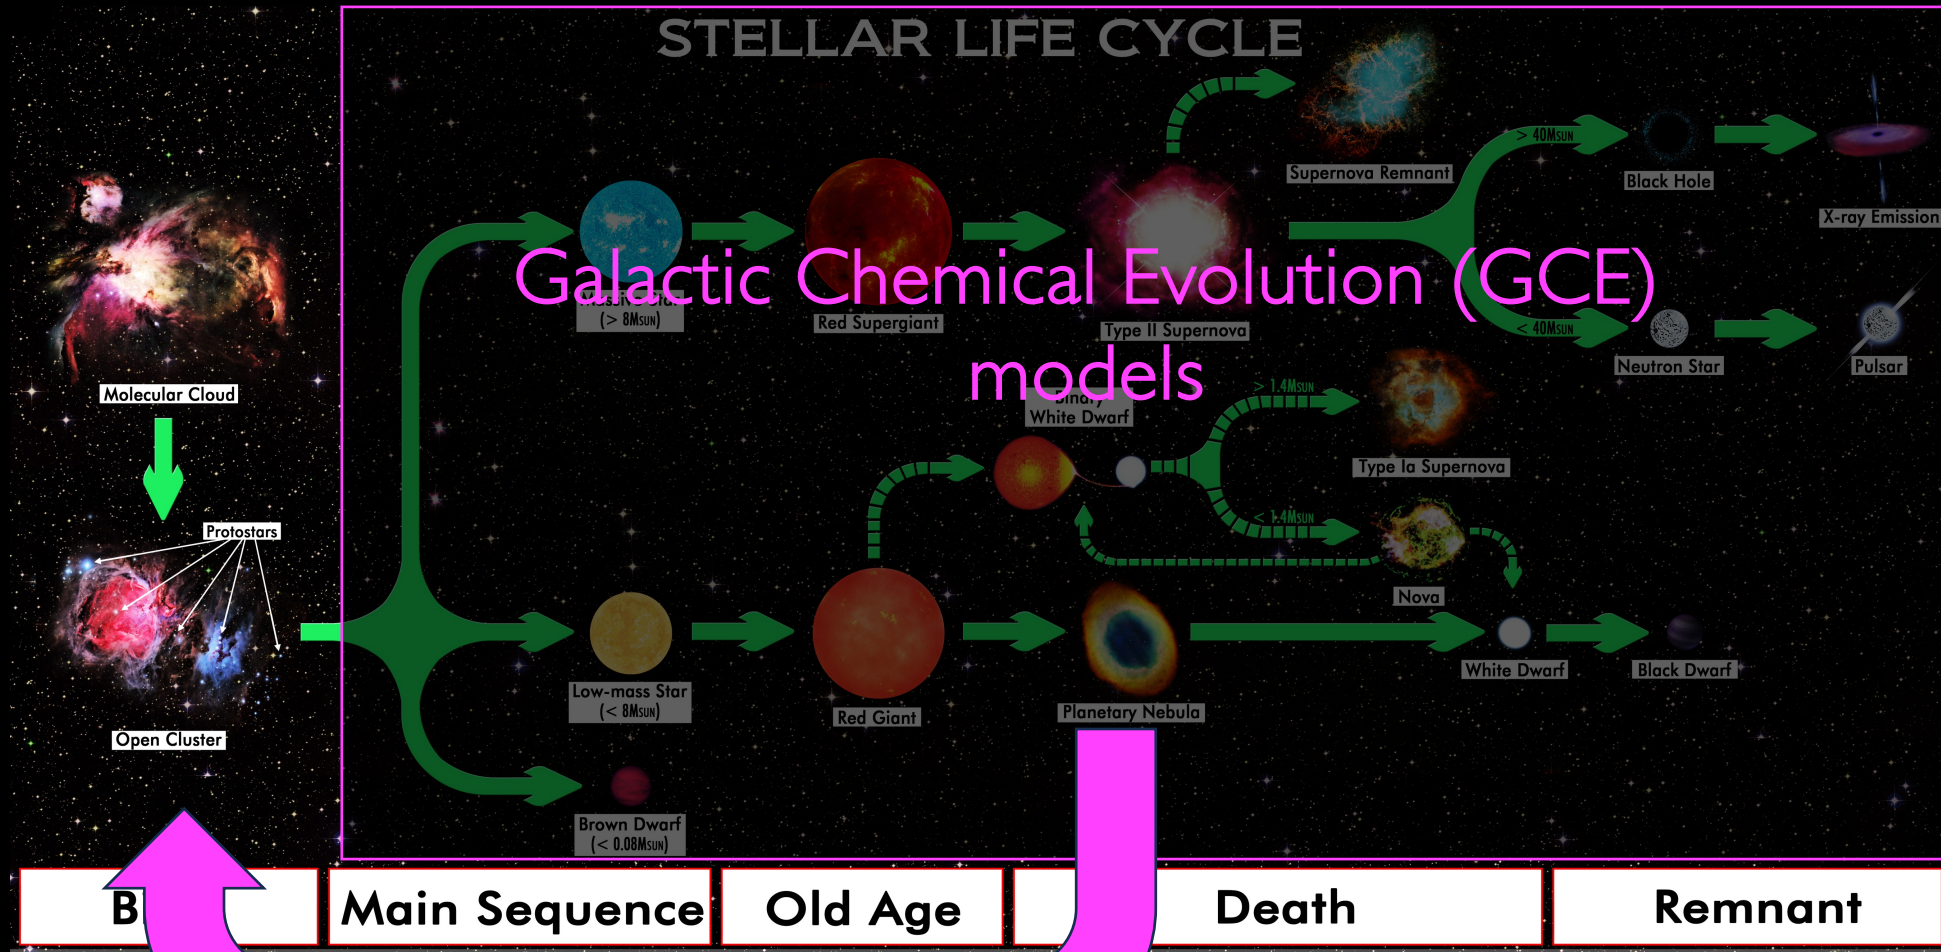 STELLAR LIFE CYCLE
Supernova Remnant
> 40MSUN
Black Hole
X-ray Emission
Galactic Chemical Evolution (GCE)
models
(> 8MSUN)
Red Supergiant
Type II Supernova
< 40MSUN
Neutron Star
Pulsar
Molecular Cloud
> 1.4MSUN
Binary
White Dwarf
Type Ia Supernova
< 1.4MSUN
Protostars
Nova
Low-mass Star
(< 8MSUN)
Red Giant
Planetary Nebula
White Dwarf
Black Dwarf
Open Cluster
Brown Dwarf
(< 0.08MSUN)
Main Sequence
Old Age
Death
Remnant